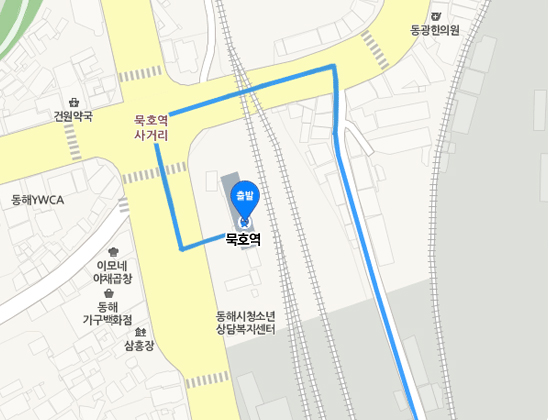 동광한의원
건원약국
묵호역
사거리
동해YWCA
출발
묵호역
이모네
야채곱창
동해
가구백화점
삼흥장
동해시청소년
상담복지센터